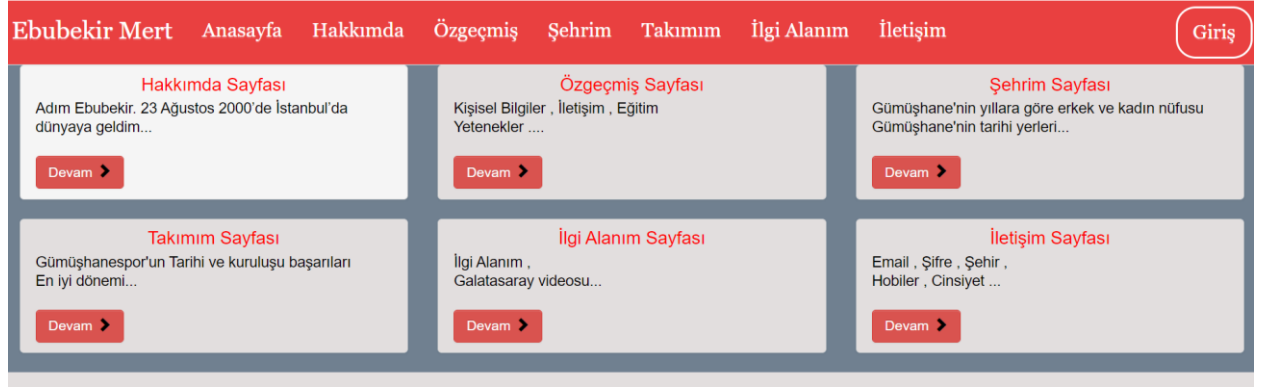 Ebubekir Mert Anasayfa Hakkımda Özgeçmiş Şehrim Takımım İlgi Alanım İletişim Giriş
Hakkımda Sayfası
Adım Ebubekir. 23 Ağustos 2000'de İstanbul'da
dünyaya geldim...
Devam
Özgeçmiş Sayfası
Kişisel Bilgiler , İletişim , Eğitim
Yetenekler ....
Devam
Şehrim Sayfası
Gümüşhane'nin yıllara göre erkek ve kadın nüfusu
Gümüşhane'nin tarihi yerleri...
Devam
Takımım Sayfası
Gümüşhanespor'un Tarihi ve kuruluşu başarıları
En iyi dönemi...
Devam
İlgi Alanım Sayfası
İlgi Alanım ,
Galatasaray videosu...
Devam
İletişim Sayfası
Email , Şifre , Şehir ,
Hobiler , Cinsiyet ...
Devam